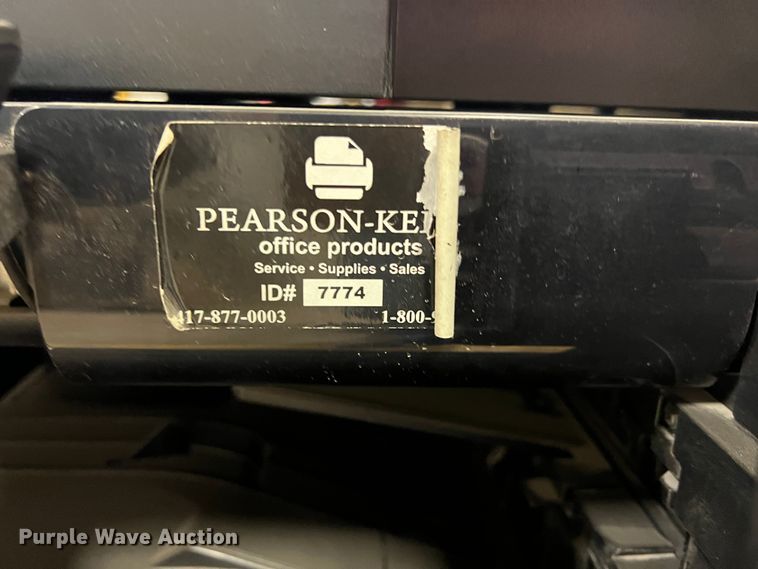 PEARSON-KE
office products
Service • Supplies • Sales
ID# 7774
417-877-0003 1-800-
Purple Wave Auction